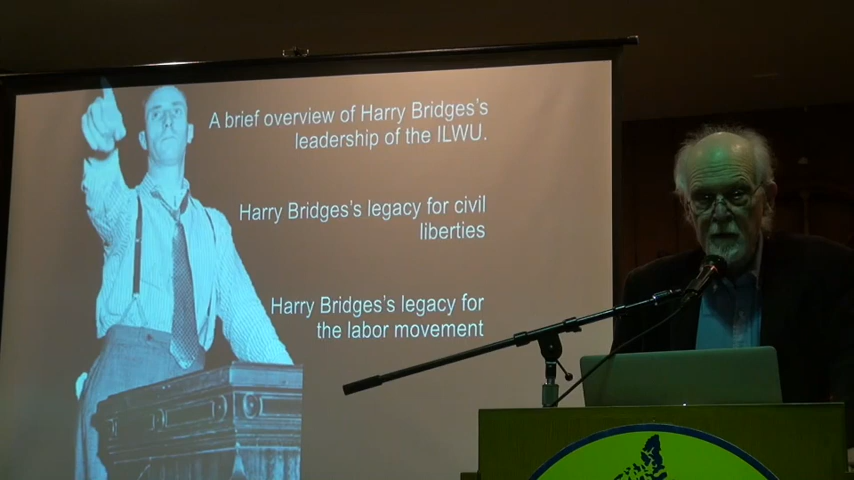 A brief overview of Harry Bridges's
leadership of the ILWU.
Harry Bridges's legacy for civil
liberties
Harry Bridges's legacy for
the labor movement